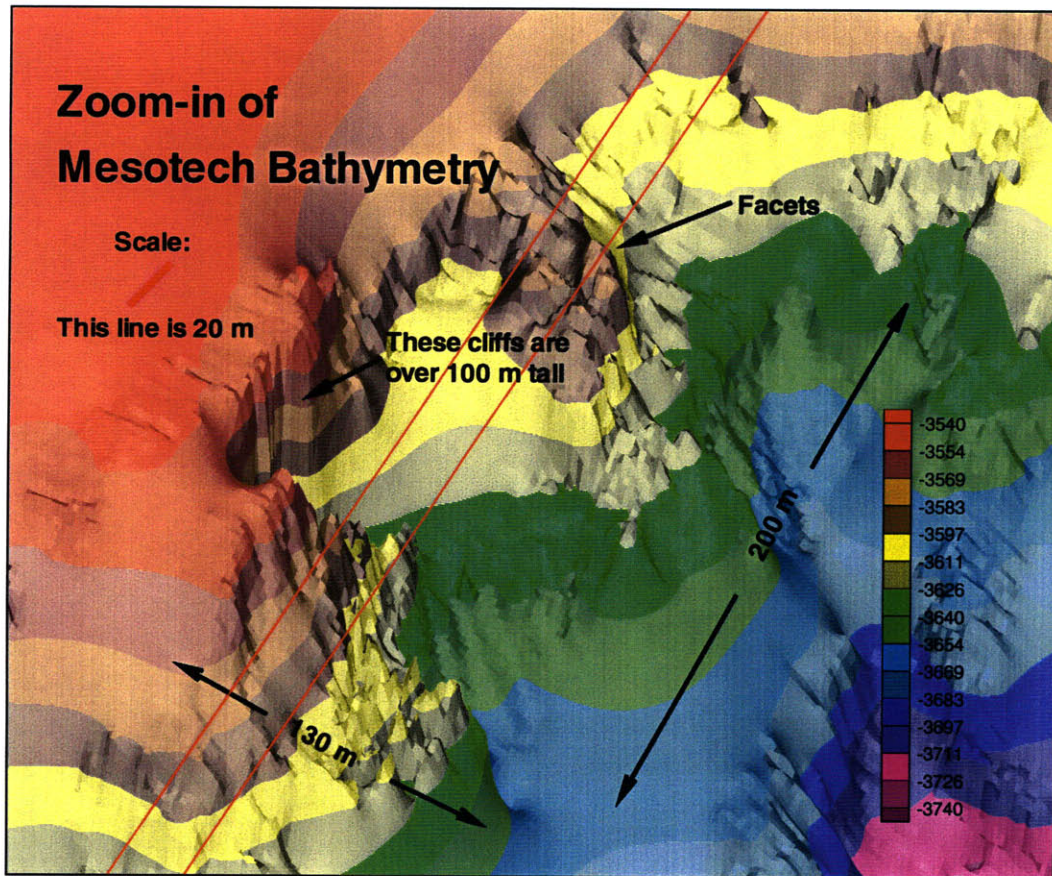 Zoom-in of
Mesotech Bathymetry
Scale:
This line is 20 m
Facets
These cliffs are
over 100 m tall
200 m
130 m
-3540
-3554
-3569
-3583
-3597
-3611
-3626
-3640
-3654
-3669
-3683
-3697
-3711
-3726
-3740